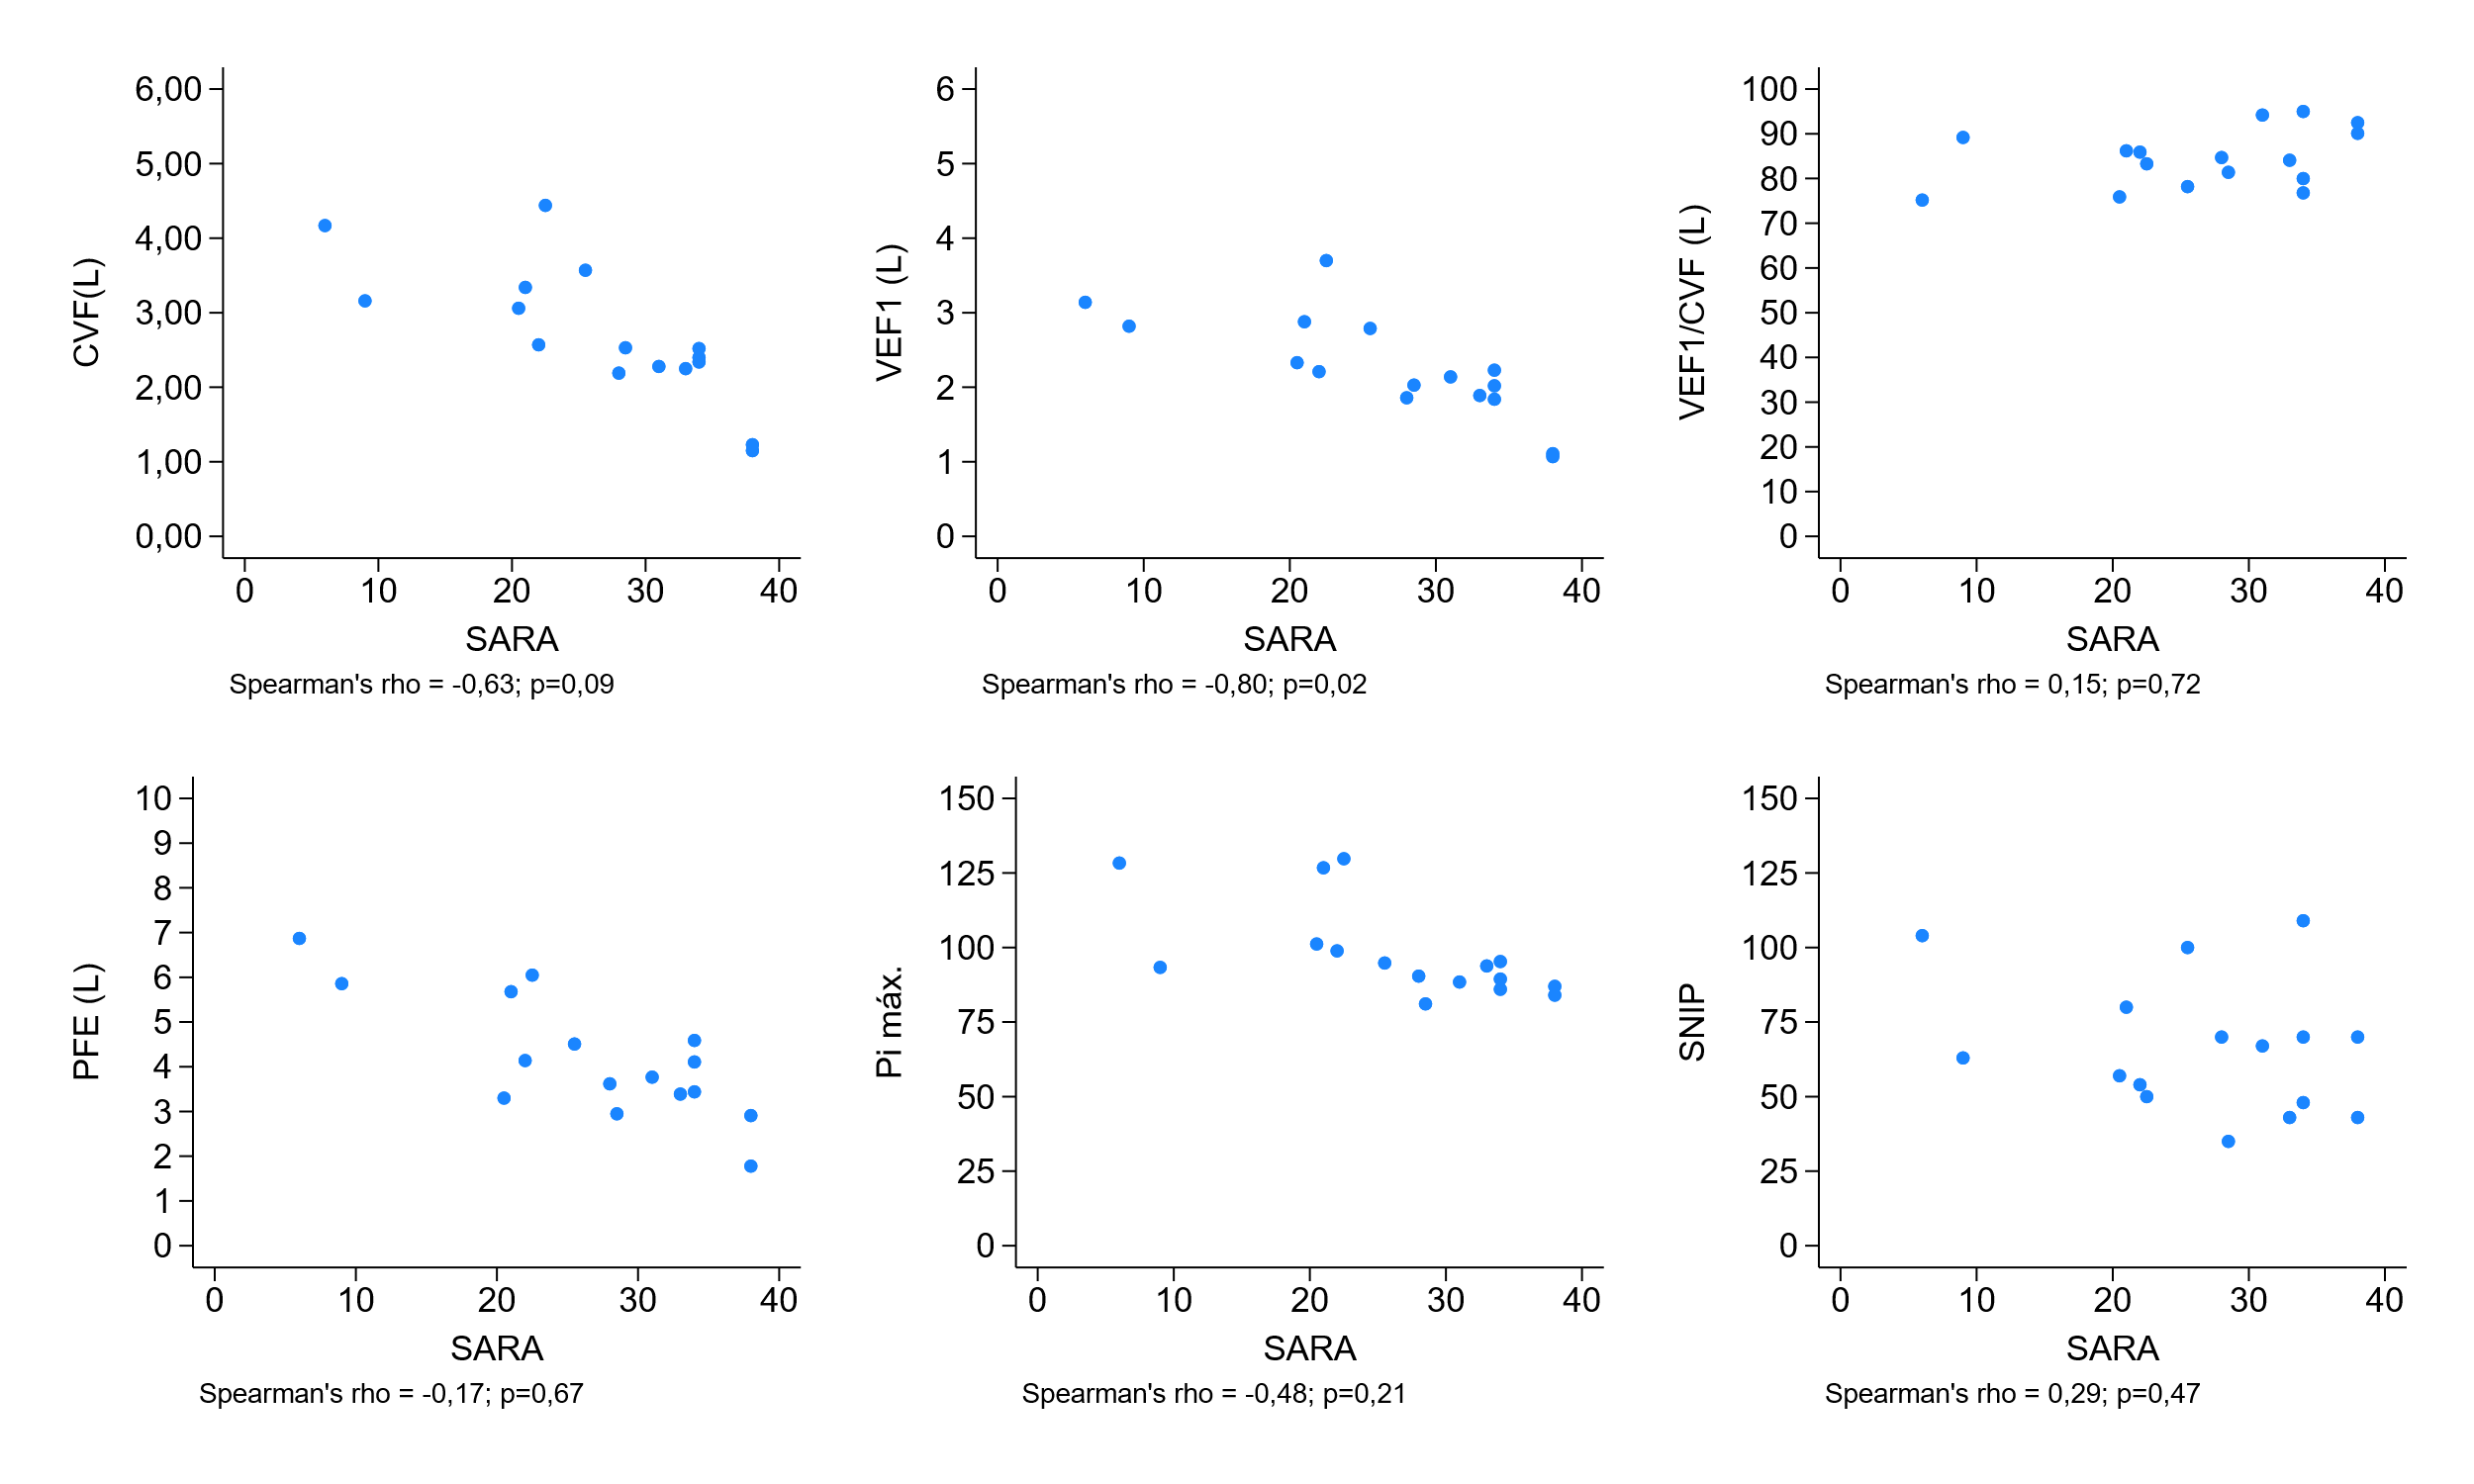 CVF(L)
6,00
5,00
4,00
3,00
2,00
1,00
0,00
0 10 20 30 40
SARA
Spearman's rho = -0,63; p=0,09
VEF1 (L)
6
5
4
3
2
1
0
0 10 20 30 40
SARA
Spearman's rho = -0,80; p=0,02
VEF1/CVF (L)
100
90
80
70
60
50
40
30
20
10
0
0 10 20 30 40
SARA
Spearman's rho = 0,15; p=0,72
PFE (L)
10
9
8
7
6
5
4
3
2
1
0
0 10 20 30 40
SARA
Spearman's rho = -0,17; p=0,67
Pi máx.
150
125
100
75
50
25
0
0 10 20 30 40
SARA
Spearman's rho = -0,48; p=0,21
SNIP
150
125
100
75
50
25
0
0 10 20 30 40
SARA
Spearman's rho = 0,29; p=0,47